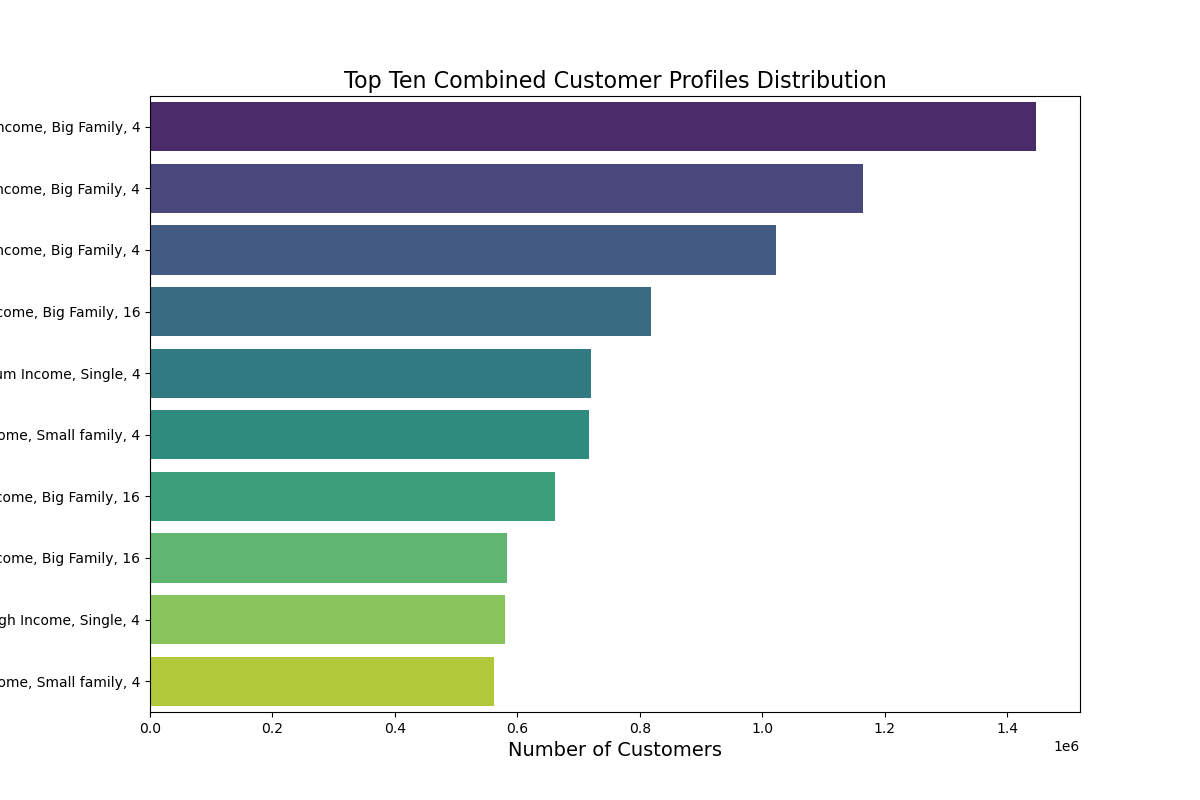 Top Ten Combined Customer Profiles Distribution
ncome, Big Family, 4
ncome, Big Family, 4
ncome, Big Family, 4
come, Big Family, 16
um Income, Single, 4
ome, Small family, 4
come, Big Family, 16
come, Big Family, 16
gh Income, Single, 4
ome, Small family, 4
0.0 0.2 0.4 0.6 0.8 1.0 1.2 1.4
1e6
Number of Customers